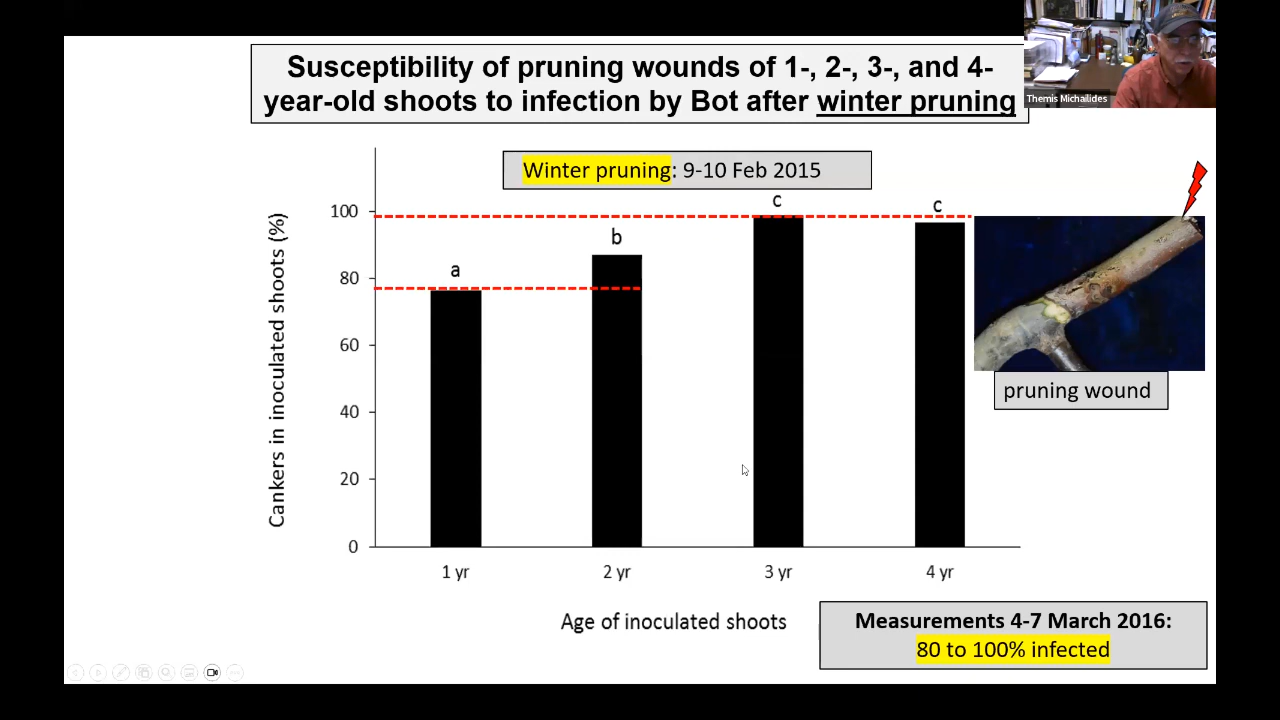 Susceptibility of pruning wounds of 1-, 2-, 3-, and 4-
year-old shoots to infection by Bot after winter pruning
Themis Michailides
Winter pruning: 9-10 Feb 2015
Cankers in inoculated shoots (%)
100
80
60
40
20
0
a
b
c
c
1 yr
2 yr
3 yr
4 yr
Age of inoculated shoots
pruning wound
Measurements 4-7 March 2016:
80 to 100% infected